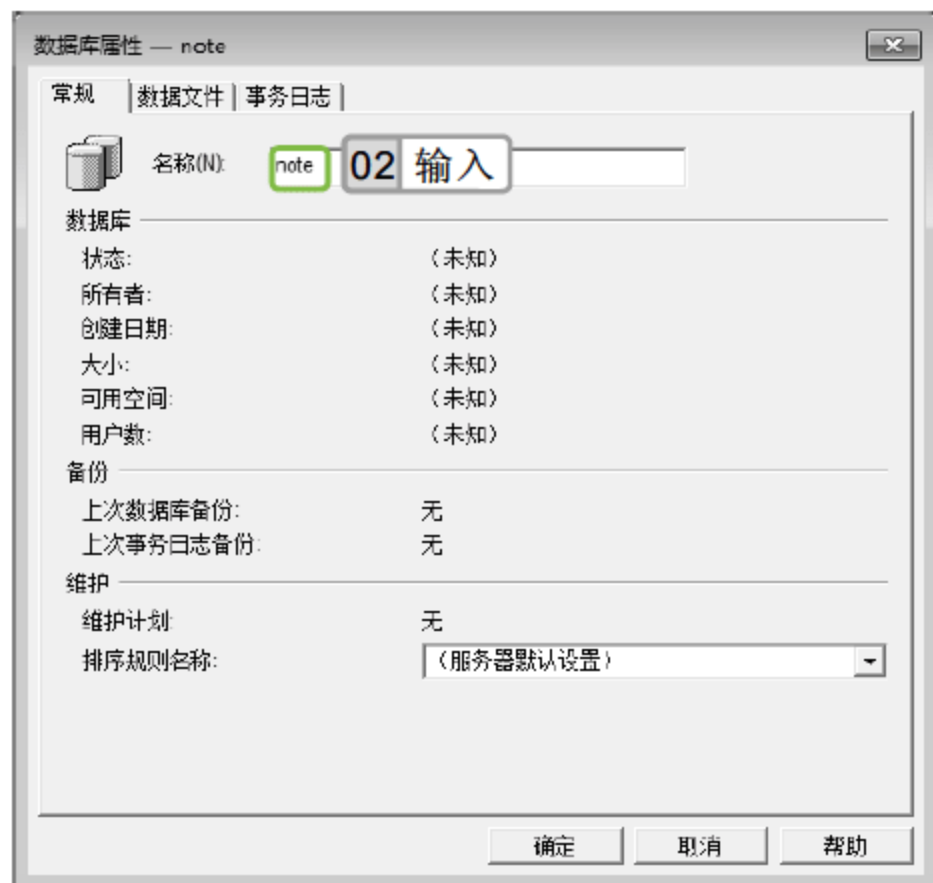 数据库属性 — note
常规 数据文件 事务日志
名称(N): note 02 输入
数据库
状态: (未知)
所有者: (未知)
创建日期: (未知)
大小: (未知)
可用空间: (未知)
用户数: (未知)
备份
上次数据库备份: 无
上次事务日志备份: 无
维护
维护计划: 无
排序规则名称: (服务器默认设置)
确定 取消 帮助